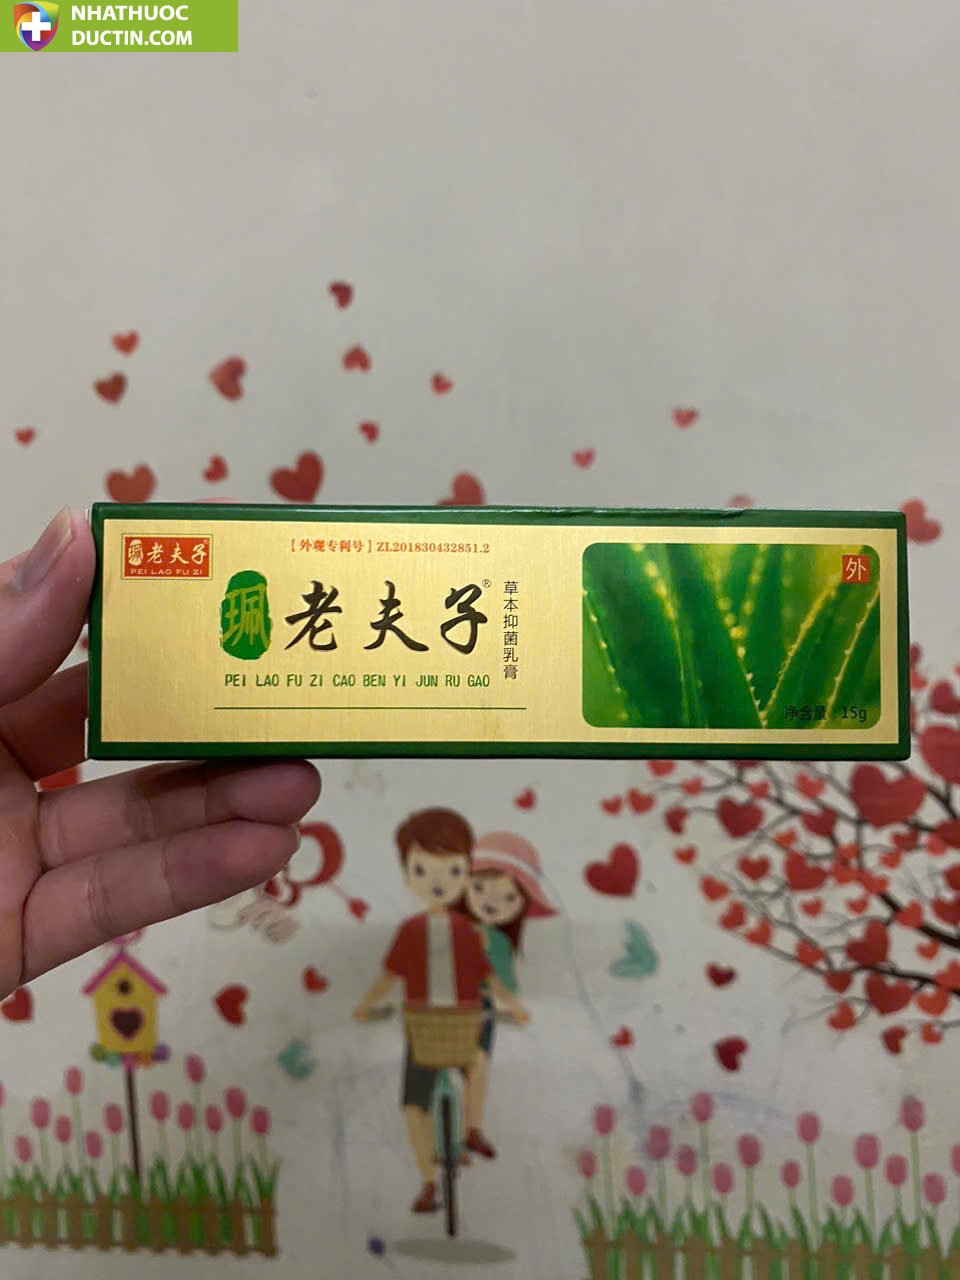 NHATHUOC
DUCTIN.COM
珮老夫子®
PEI LAO FU ZI
【外观专利号】ZL201830432851.2
珮老夫子®
草本抑菌乳膏
PEI LAO FU ZI CAO BEN YI JUN RU GAO
外
净含量：15g